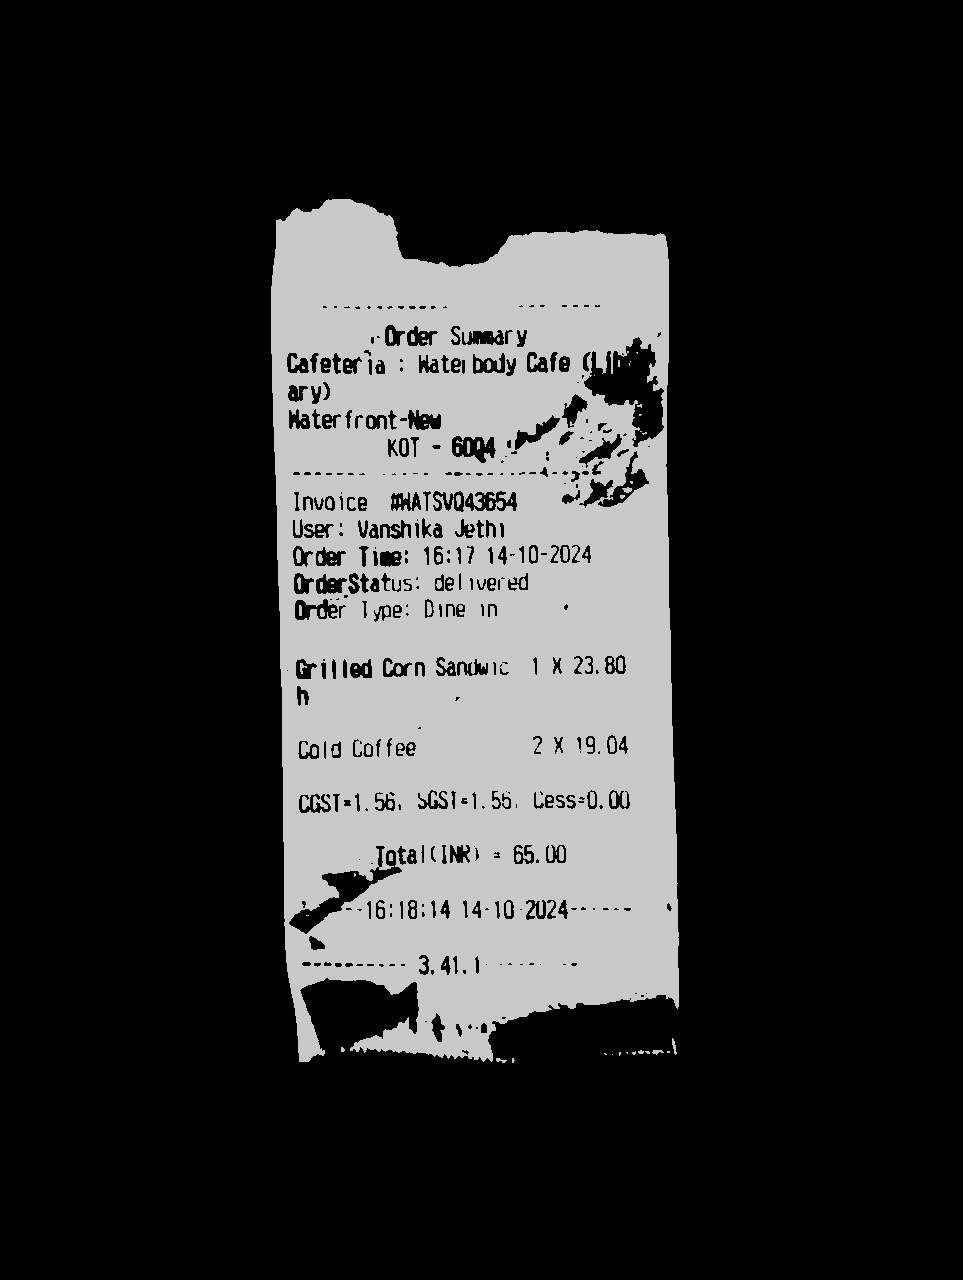 Order Summary
Cafeteria : Waterbody Cafe (Libr
ary)
Waterfront-New
KOT - 6004
Invoice #WATSVQ43654
User: Vanshika Jethi
Order Time: 16:17 14-10-2024
OrderStatus: delivered
Order Type: Dine in
Grilled Corn Sandwic 1 X 23.80
h
Cold Coffee 2 X 19.04
CGST=1.56, SGST=1.56, Cess=0.00
Total(INR) = 65.00
-----16:18:14 14-10-2024------
---------- 3.41.1 ----------